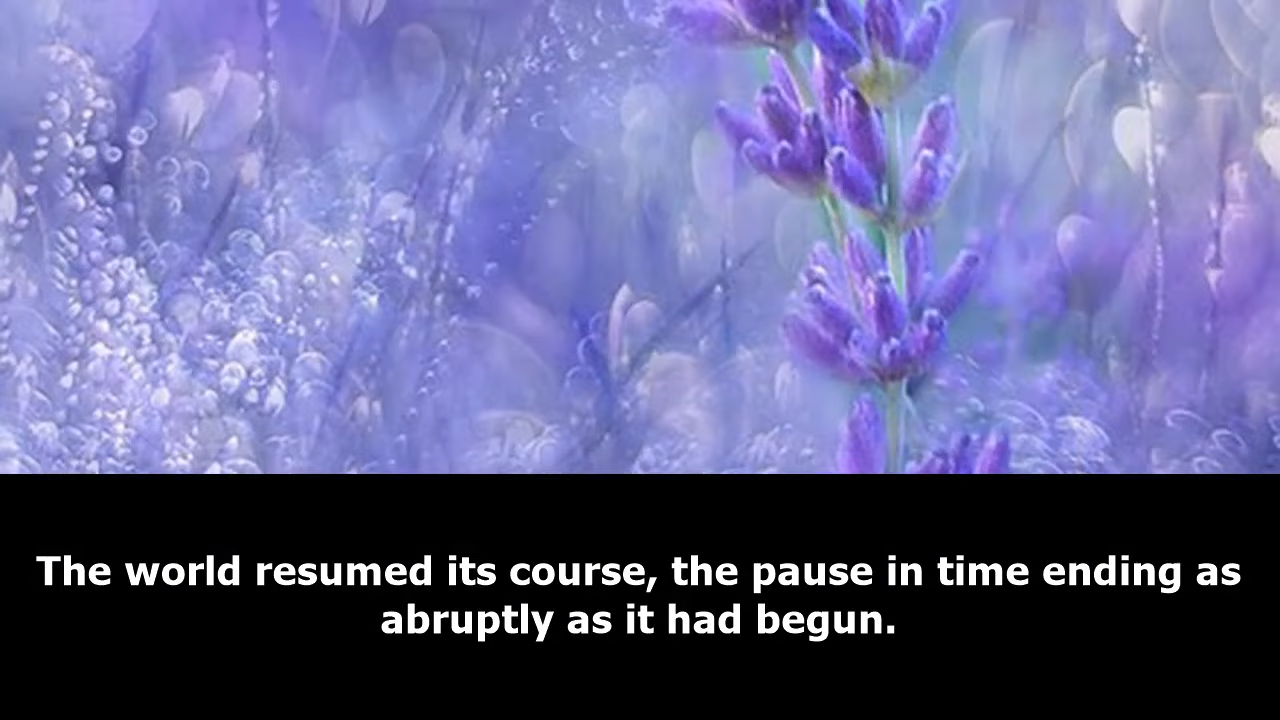 The world resumed its course, the pause in time ending as
abruptly as it had begun.